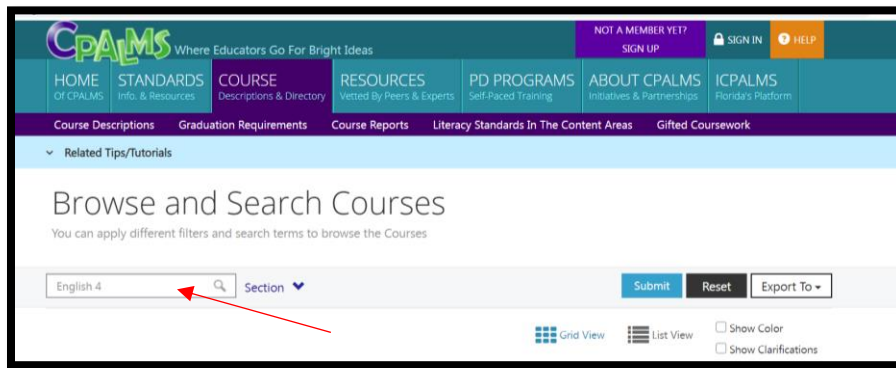 CPALMS Where Educators Go For Bright Ideas
NOT A MEMBER YET?
SIGN UP
SIGN IN
HELP
HOME STANDARDS COURSE RESOURCES PD PROGRAMS ABOUT CPALMS ICPALMS
Of CPALMS Info. & Resources Descriptions & Directory Vetted By Peers & Experts Self-Paced Training Initiatives & Partnerships Florida's Platform
Course Descriptions Graduation Requirements Course Reports Literacy Standards In The Content Areas Gifted Coursework
Related Tips/Tutorials
Browse and Search Courses
You can apply different filters and search terms to browse the Courses
English 4 Section Submit Reset Export To
Grid View List View Show Color
Show Clarifications